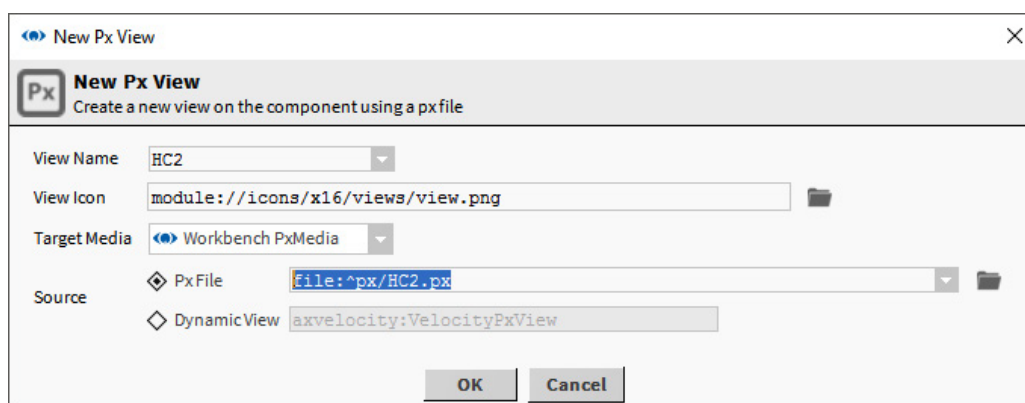 New Px View
Px
New Px View
Create a new view on the component using a px file
View Name HC2
View Icon module://icons/x16/views/view.png
Target Media Workbench PxMedia
Source
Px File file:^px/HC2.px
Dynamic View axvelocity:VelocityPxView
OK Cancel